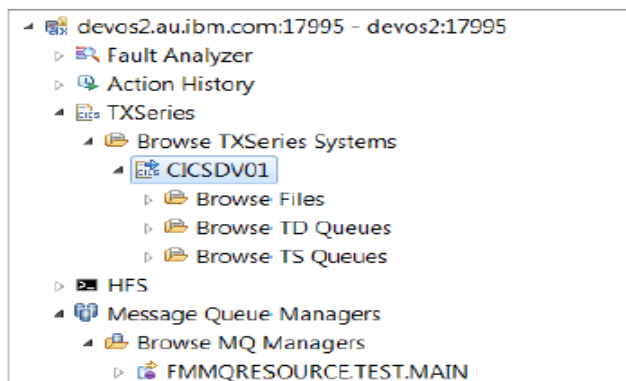 devos2.au.ibm.com:17995 - devos2:17995
Fault Analyzer
Action History
TXSeries
Browse TXSeries Systems
CICSDV01
Browse Files
Browse TD Queues
Browse TS Queues
HFS
Message Queue Managers
Browse MQ Managers
FMMQRESOURCE.TEST.MAIN